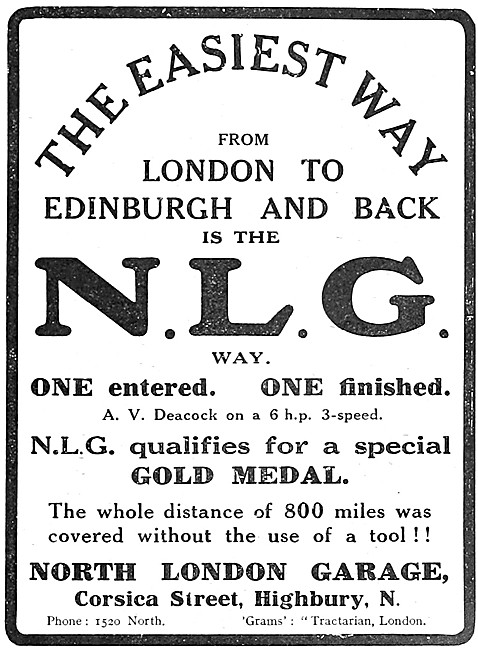 THE EASIEST WAY
FROM
LONDON TO
EDINBURGH AND BACK
IS THE
N.L.G.
WAY.
ONE entered. ONE finished.
A. V. Deacock on a 6 h.p. 3-speed.
N.L.G. qualifies for a special
GOLD MEDAL.
The whole distance of 800 miles was
covered without the use of a tool ! !
NORTH LONDON GARAGE,
Corsica Street, Highbury, N.
Phone : 1520 North. 'Grams' : "Tractarian, London.